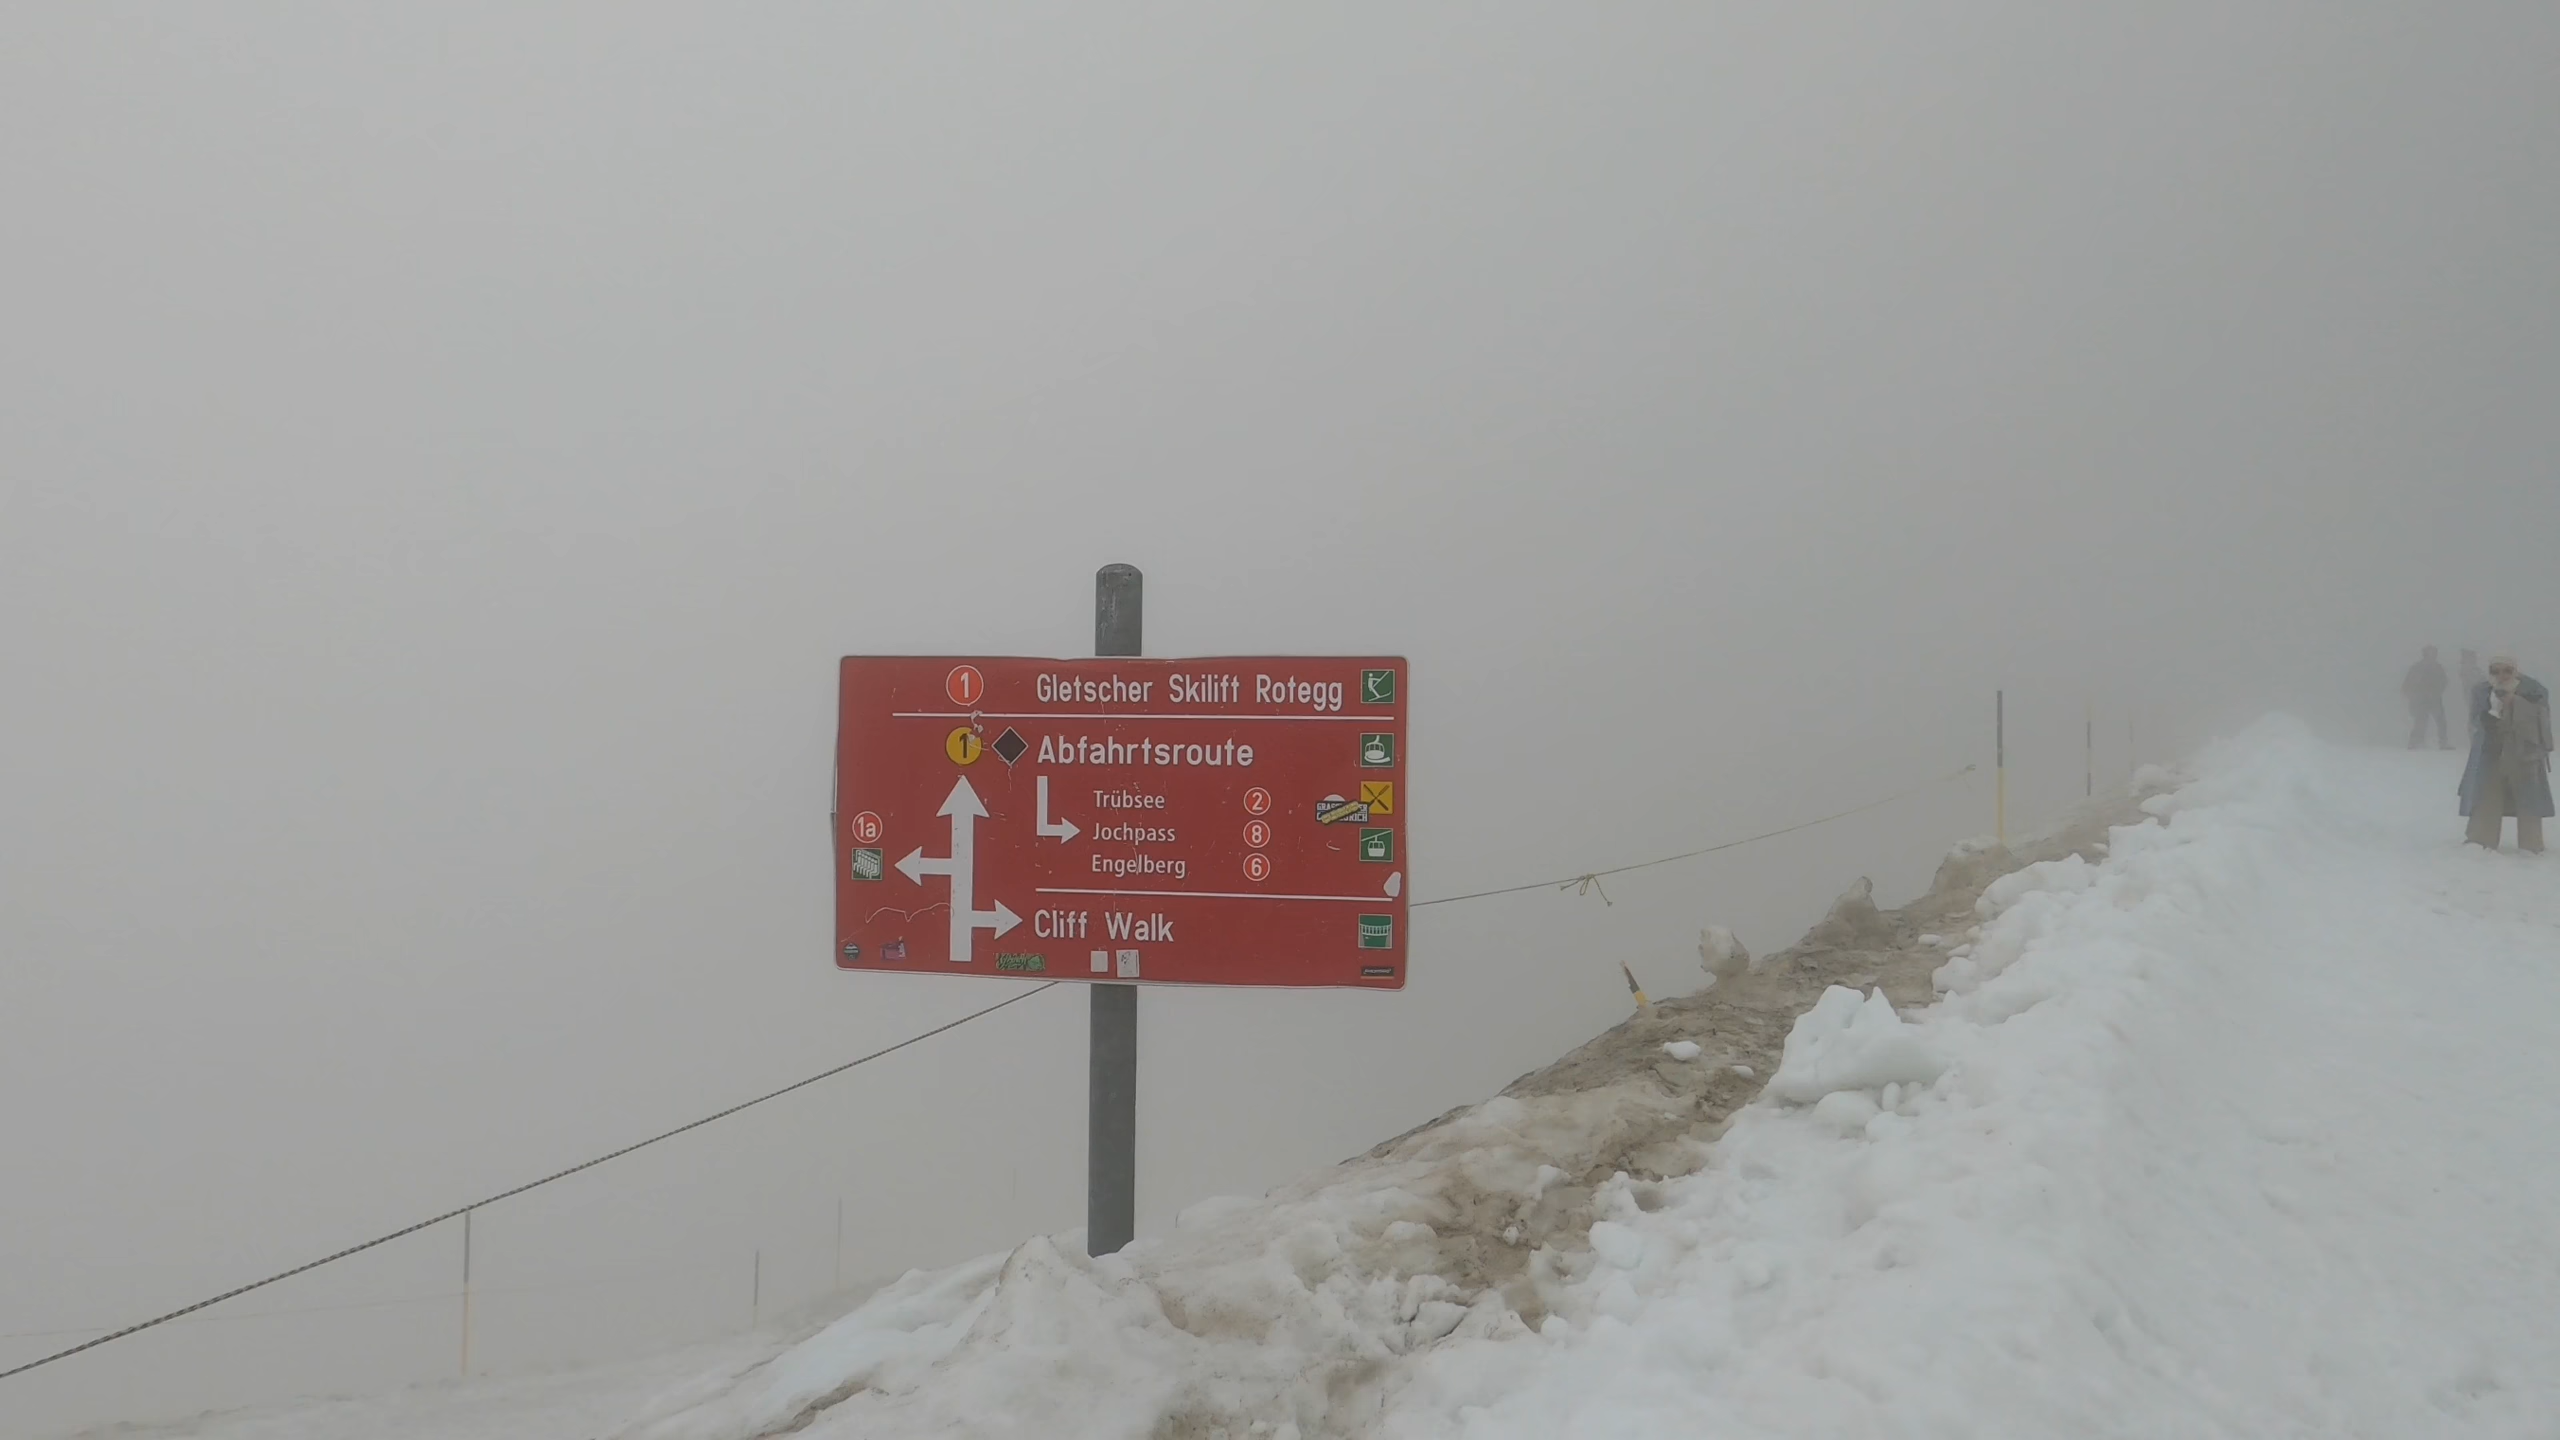 1 Gletscher Skilift Rotegg
1 Abfahrtsroute
Trübsee 2
1a Jochpass 8
Engelberg 6
Cliff Walk